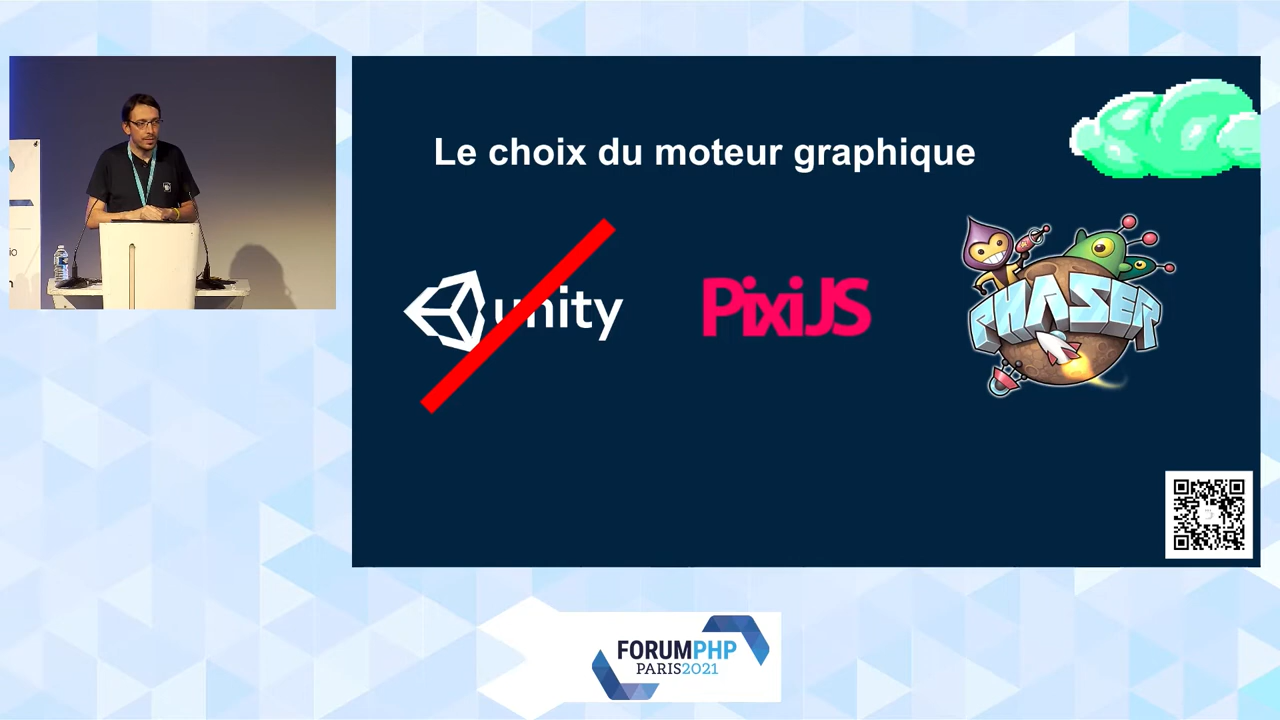 Le choix du moteur graphique
unity
PixiJS
PHASER
FORUMPHP
PARIS2021